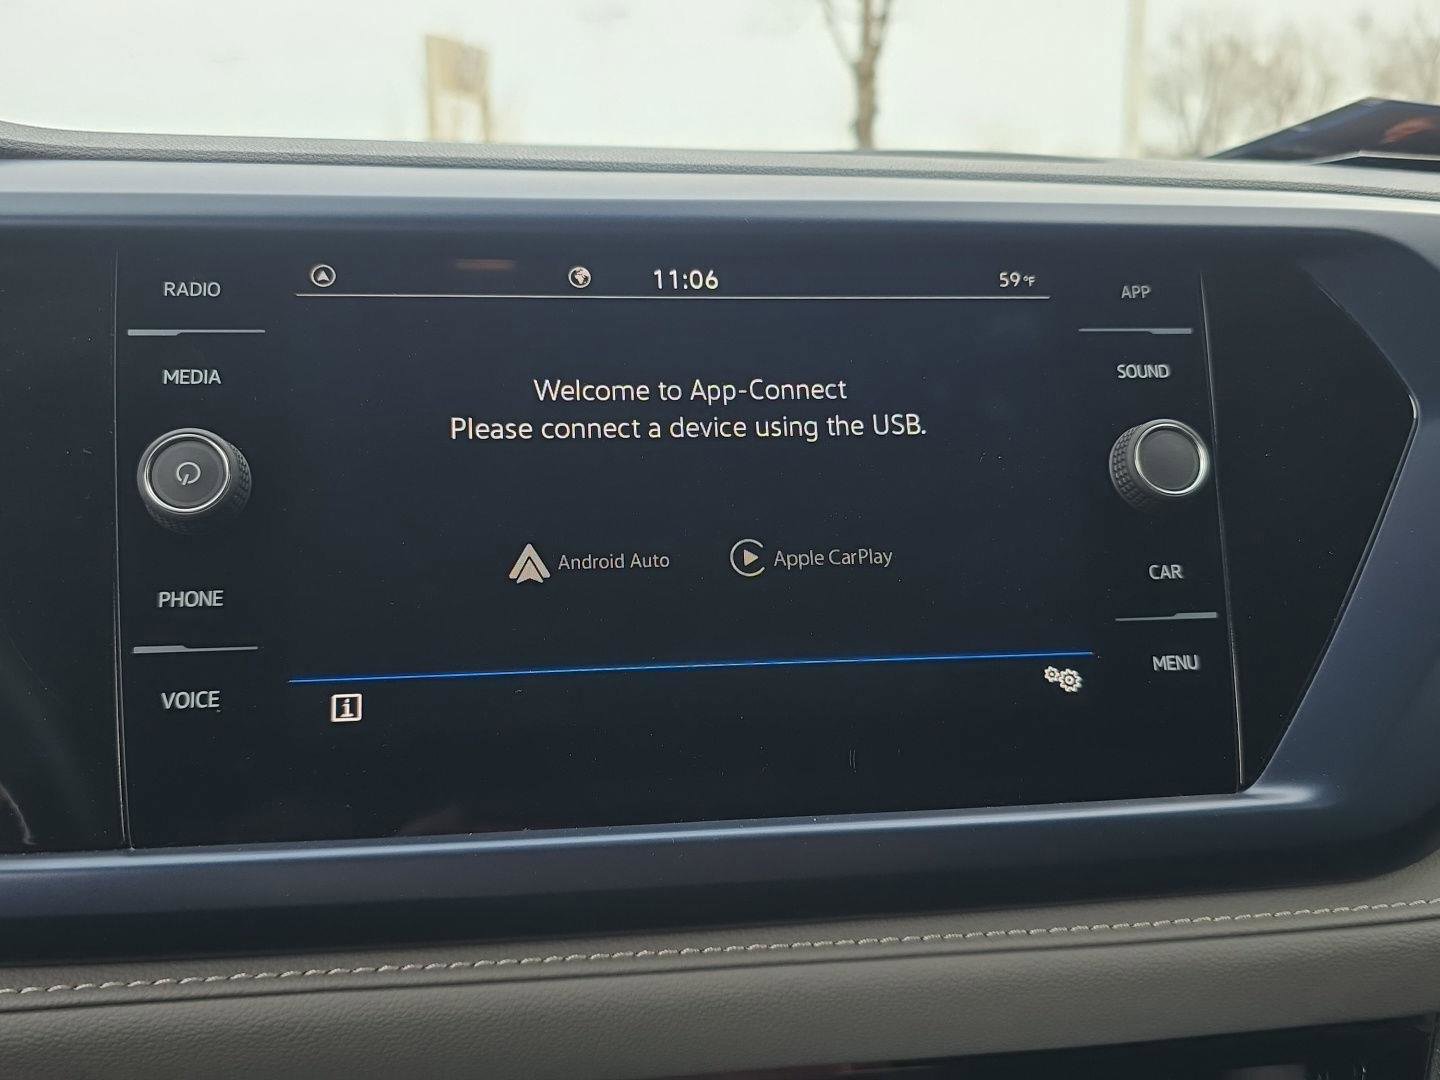 RADIO
MEDIA
PHONE
VOICE
11:06
59°F
Welcome to App-Connect
Please connect a device using the USB.
Android Auto
Apple CarPlay
i
APP
SOUND
CAR
MENU